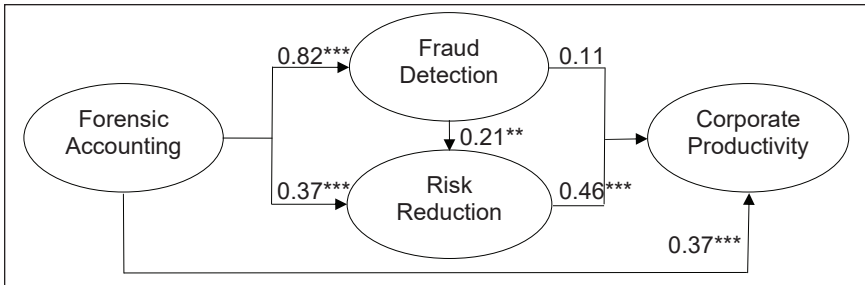 0.82***
Fraud
Detection
0.11
Forensic
Accounting
0.21**
Corporate
Productivity
0.37***
Risk
Reduction
0.46***
0.37***